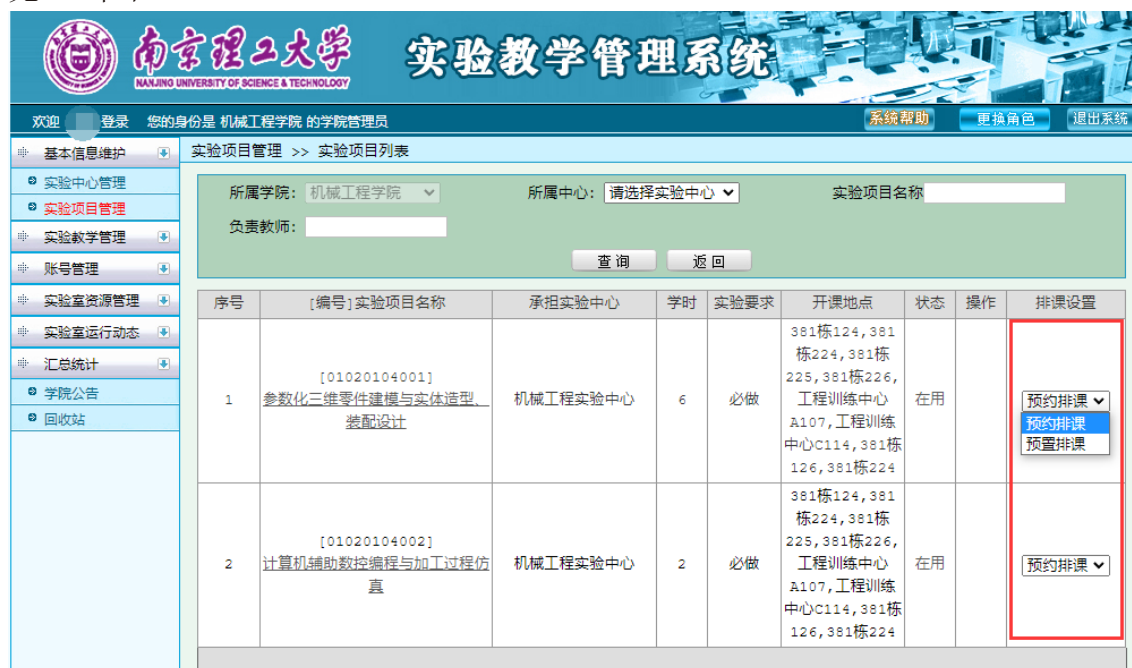 南京理工大学
NANJING UNIVERSITY OF SCIENCE & TECHNOLOGY
实验教学管理系统
欢迎 登录 您的身份是 机械工程学院 的学院管理员
系统帮助 更换角色 退出系统
基本信息维护
实验中心管理
实验项目管理
实验教学管理
账号管理
实验室资源管理
实验室运行动态
汇总统计
学院公告
回收站
实验项目管理 >> 实验项目列表
所属学院: 机械工程学院 所属中心: 请选择实验中心 实验项目名称
负责教师:
查询 返回
序号 [编号]实验项目名称 承担实验中心 学时 实验要求 开课地点 状态 操作 排课设置
1
[01020104001]
参数化三维零件建模与实体造型、
装配设计
机械工程实验中心 6 必做
381栋124,381
栋224,381栋
225,381栋226,
工程训练中心
A107,工程训练
中心C114,381栋
126,381栋224
在用
预约排课
预约排课
预置排课
2
[01020104002]
计算机辅助数控编程与加工过程仿
真
机械工程实验中心 2 必做
381栋124,381
栋224,381栋
225,381栋226,
工程训练中心
A107,工程训练
中心C114,381栋
126,381栋224
在用
预约排课